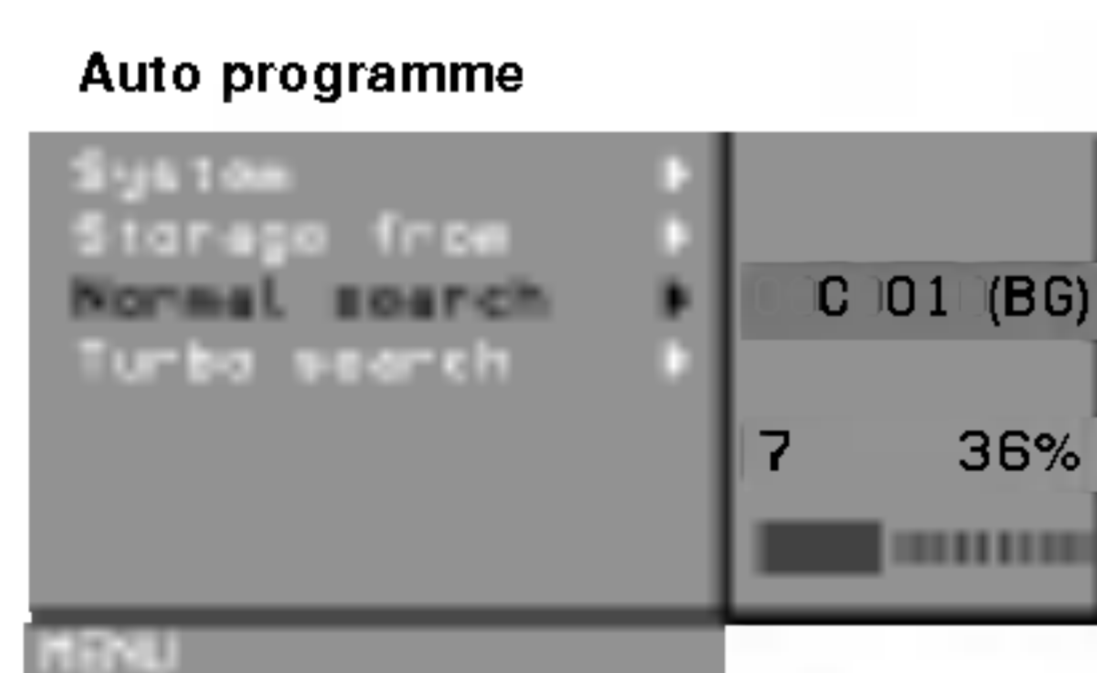 Auto programme
System
Storage from
Normal search
Turbo search
C 01 (BG)
7 36%
MENU